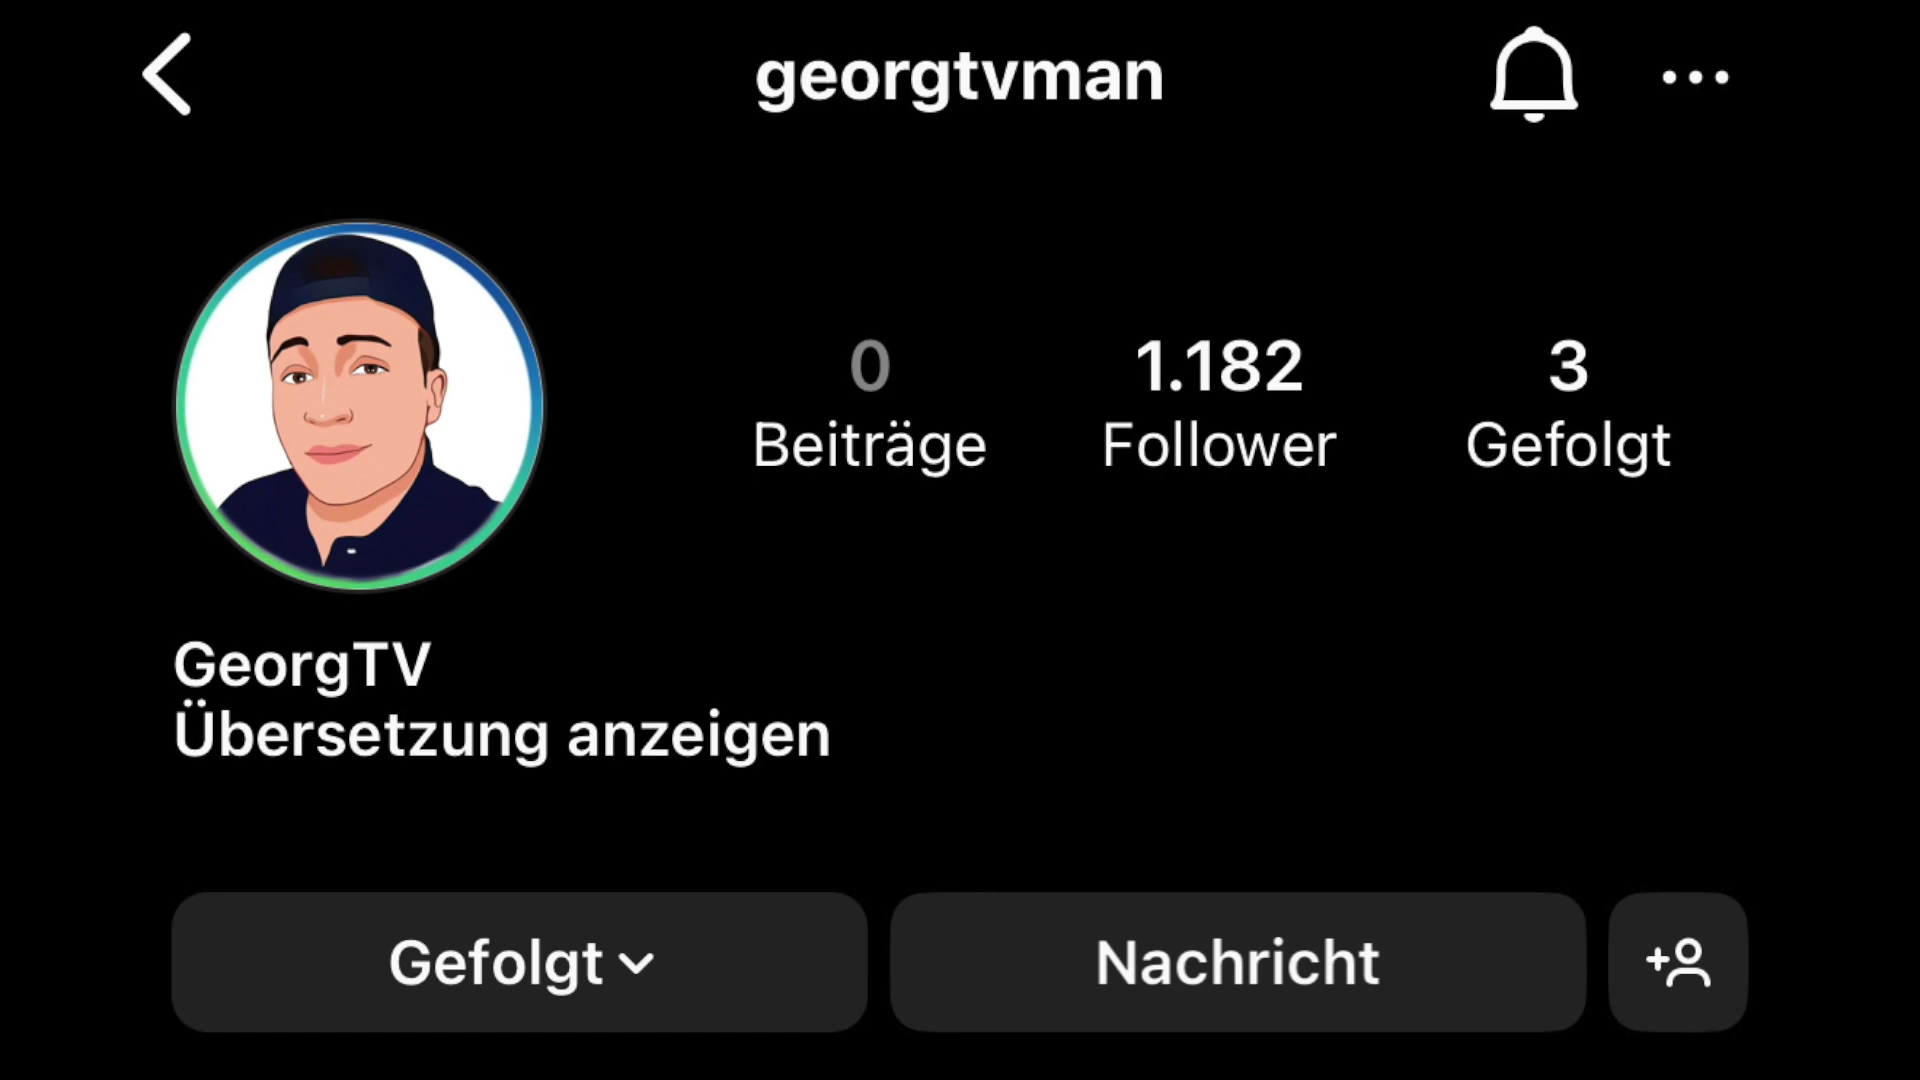 georgtvman
0 1.182 3
Beiträge Follower Gefolgt
GeorgTV
Übersetzung anzeigen
Gefolgt Nachricht